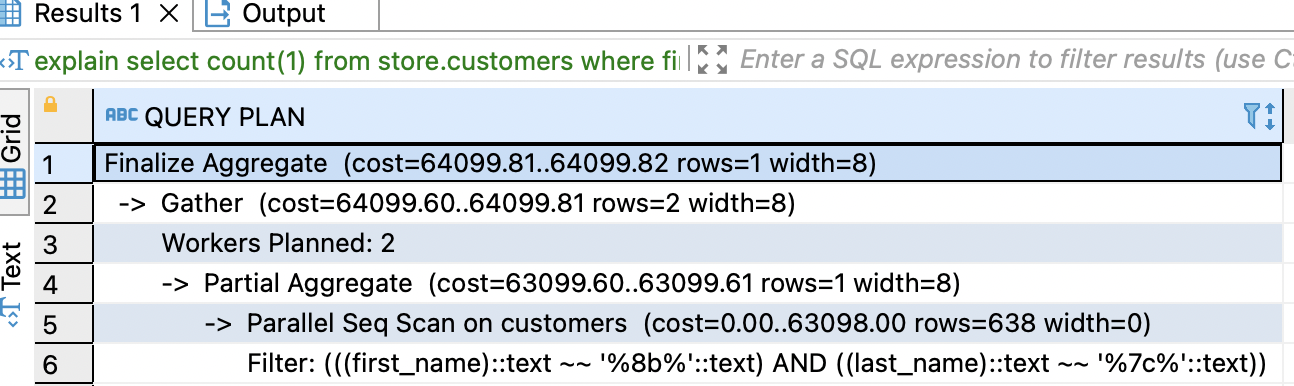 Results 1
Output
explain select count(1) from store.customers where fi
Enter a SQL expression to filter results (use C
Grid
Text
ABC QUERY PLAN
1 Finalize Aggregate (cost=64099.81..64099.82 rows=1 width=8)
2 -> Gather (cost=64099.60..64099.81 rows=2 width=8)
3 Workers Planned: 2
4 -> Partial Aggregate (cost=63099.60..63099.61 rows=1 width=8)
5 -> Parallel Seq Scan on customers (cost=0.00..63098.00 rows=638 width=0)
6 Filter: (((first_name)::text ~~ '%8b%'::text) AND ((last_name)::text ~~ '%7c%'::text))